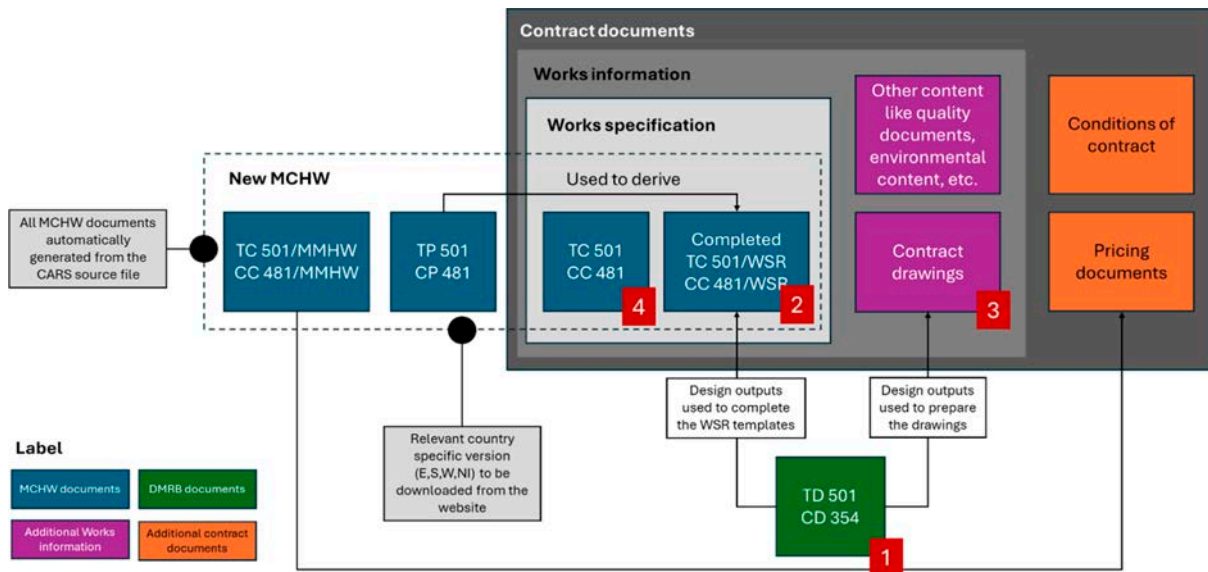 Contract documents
Works information
Works specification
Other content
like quality
documents,
environmental
content, etc.
Conditions of
contract
New MCHW
Used to derive
All MCHW documents
automatically
generated from the
CARS source file
TC 501/MMHW
CC 481/MMHW
TP 501
CP 481
TC 501
CC 481
4
Completed
TC 501/WSR
CC 481/WSR
2
Contract
drawings
3
Pricing
documents
Design outputs
used to complete
the WSR templates
Design outputs
used to prepare
the drawings
Relevant country
specific version
(E,S,W,NI) to be
downloaded from the
website
TD 501
CD 354
1
Label
MCHW documents
DMRB documents
Additional Works
information
Additional contract
documents